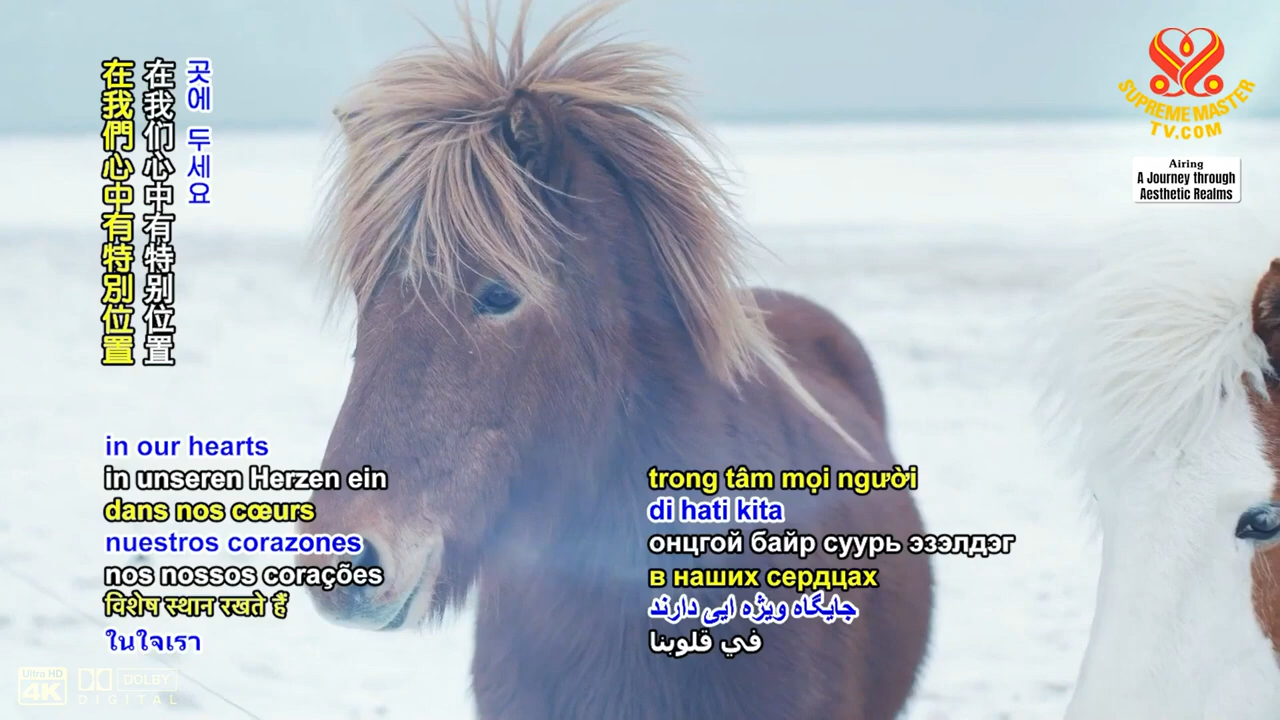 在我們心中有特別位置
在我们心中有特别位置
곳에 두세요
SUPREME MASTER
TV.COM
Airing
A Journey through
Aesthetic Realms
in our hearts
in unseren Herzen ein
dans nos cœurs
nuestros corazones
nos nossos corações
विशेष स्थान रखते हैं
ในใจเรา
trong tâm mọi người
di hati kita
онцгой байр суурь эзэлдэг
в наших сердцах
جایگاه ویژه ایی دارند
في قلوبنا
Ultra HD
4K
DOLBY
DIGITAL